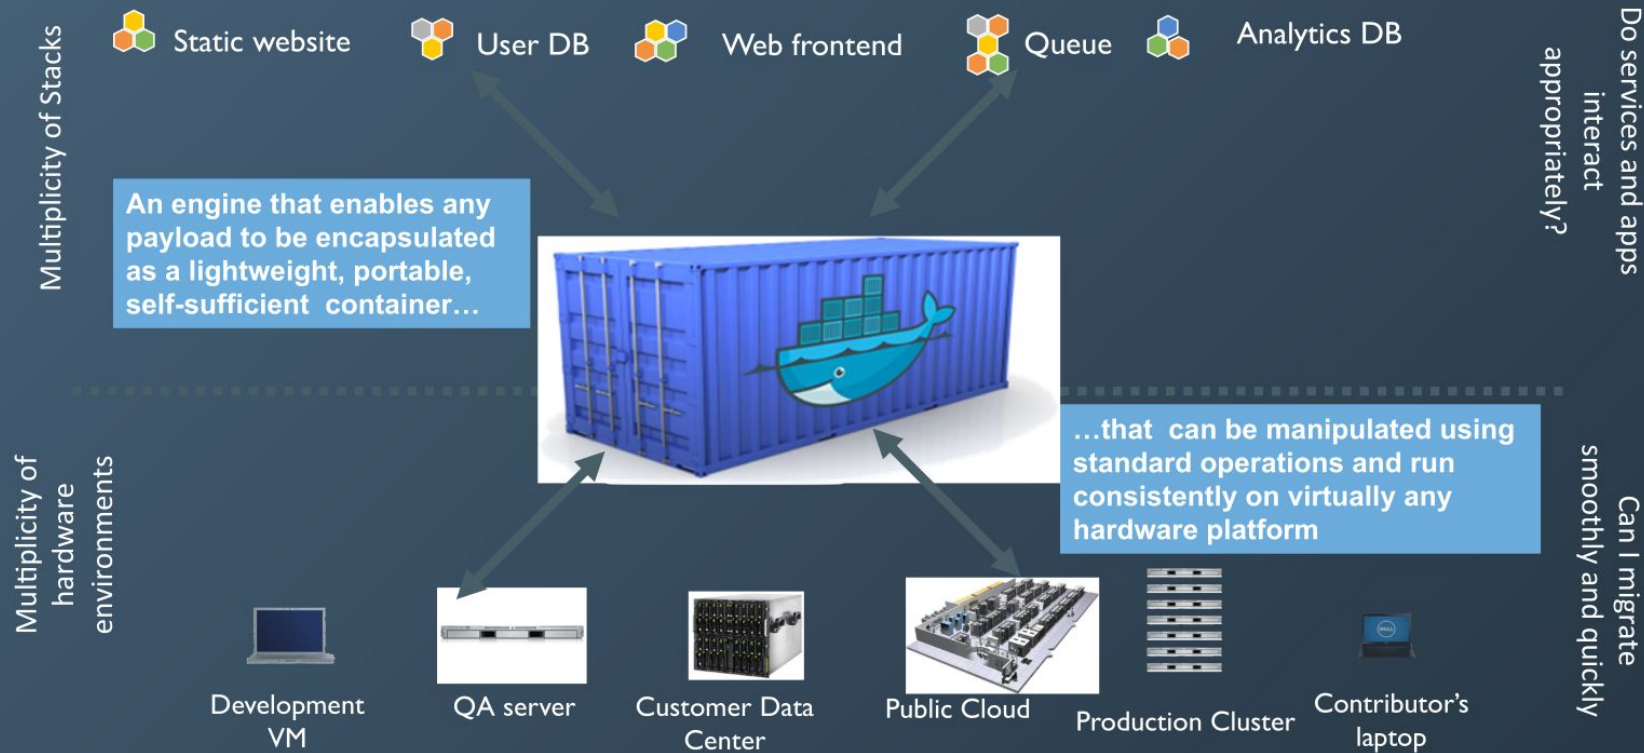 Static website
User DB
Web frontend
Queue
Analytics DB
Multiplicity of Stacks
Do services and apps
interact
appropriately?
An engine that enables any
payload to be encapsulated
as a lightweight, portable,
self-sufficient container...
...that can be manipulated using
standard operations and run
consistently on virtually any
hardware platform
Multiplicity of
hardware
environments
Can I migrate
smoothly and quickly
DELL
Development
VM
QA server
Customer Data
Center
Public Cloud
Production Cluster
Contributor's
laptop